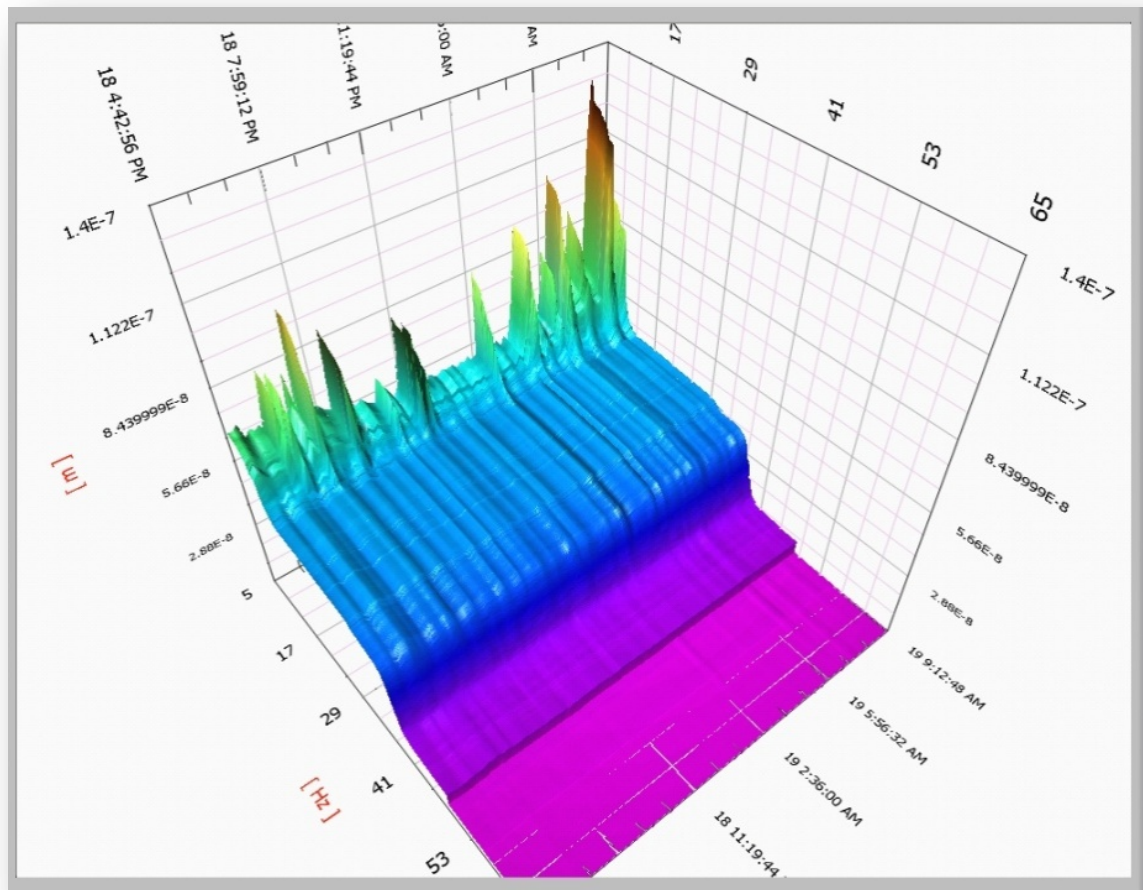 18 4:42:56 PM
18 7:59:12 PM
1:19:44 PM
:00 AM
AM
17
29
41
53
65
1.4E-7
1.122E-7
8.439999E-8
5.66E-8
2.88E-8
[ m ]
5
17
29
41
53
[ Hz ]
1.4E-7
1.122E-7
8.439999E-8
5.66E-8
2.88E-8
19 9:12:48 AM
19 5:56:32 AM
19 2:36:00 AM
18 11:19:44